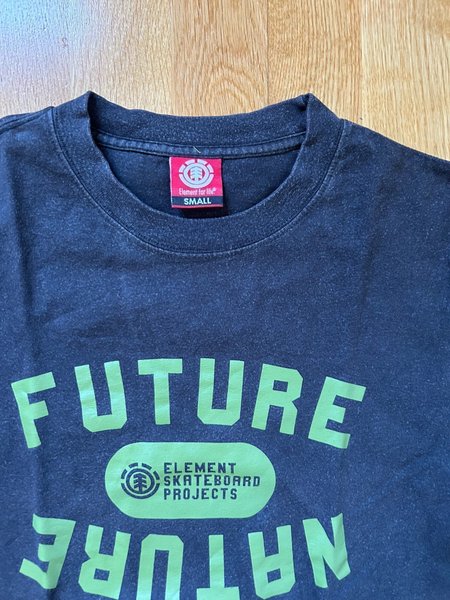 Element for life®
SMALL
FUTURE
ELEMENT
SKATEBOARD
PROJECTS
NATURE